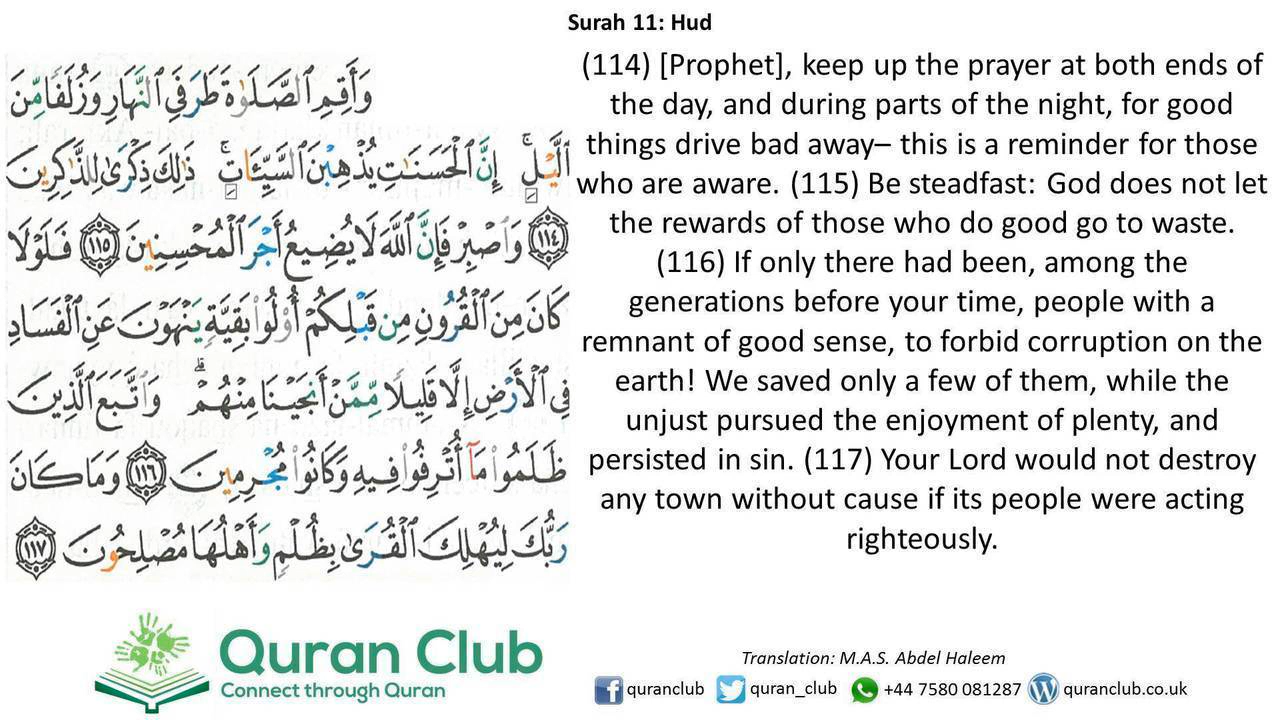 Surah 11: Hud
وَأَقِمِ ٱلصَّلَوٰةَ طَرَفَىِ ٱلنَّهَارِ وَزُلَفًا مِّنَ
ٱلَّيْلِ ۚ إِنَّ ٱلْحَسَنَٰتِ يُذْهِبْنَ ٱلسَّيِّـَٔاتِ ۚ ذَٰلِكَ ذِكْرَىٰ لِلذَّٰكِرِينَ
١١٤ وَٱصْبِرْ فَإِنَّ ٱللَّهَ لَا يُضِيعُ أَجْرَ ٱلْمُحْسِنِينَ ١١٥ فَلَوْلَا
كَانَ مِنَ ٱلْقُرُونِ مِن قَبْلِكُمْ أُو۟لُوا۟ بَقِيَّةٍ يَنْهَوْنَ عَنِ ٱلْفَسَادِ
فِى ٱلْأَرْضِ إِلَّا قَلِيلًا مِّمَّنْ أَنجَيْنَا مِنْهُمْ ۗ وَٱتَّبَعَ ٱلَّذِينَ
ظَلَمُوا۟ مَآ أُتْرِفُوا۟ فِيهِ وَكَانُوا۟ مُجْرِمِينَ ١١٦ وَمَا كَانَ
رَبُّكَ لِيُهْلِكَ ٱلْقُرَىٰ بِظُلْمٍ وَأَهْلُهَا مُصْلِحُونَ ١١٧
(114) [Prophet], keep up the prayer at both ends of
the day, and during parts of the night, for good
things drive bad away– this is a reminder for those
who are aware. (115) Be steadfast: God does not let
the rewards of those who do good go to waste.
(116) If only there had been, among the
generations before your time, people with a
remnant of good sense, to forbid corruption on the
earth! We saved only a few of them, while the
unjust pursued the enjoyment of plenty, and
persisted in sin. (117) Your Lord would not destroy
any town without cause if its people were acting
righteously.
Quran Club
Connect through Quran
Translation: M.A.S. Abdel Haleem
quranclub quran_club +44 7580 081287 quranclub.co.uk